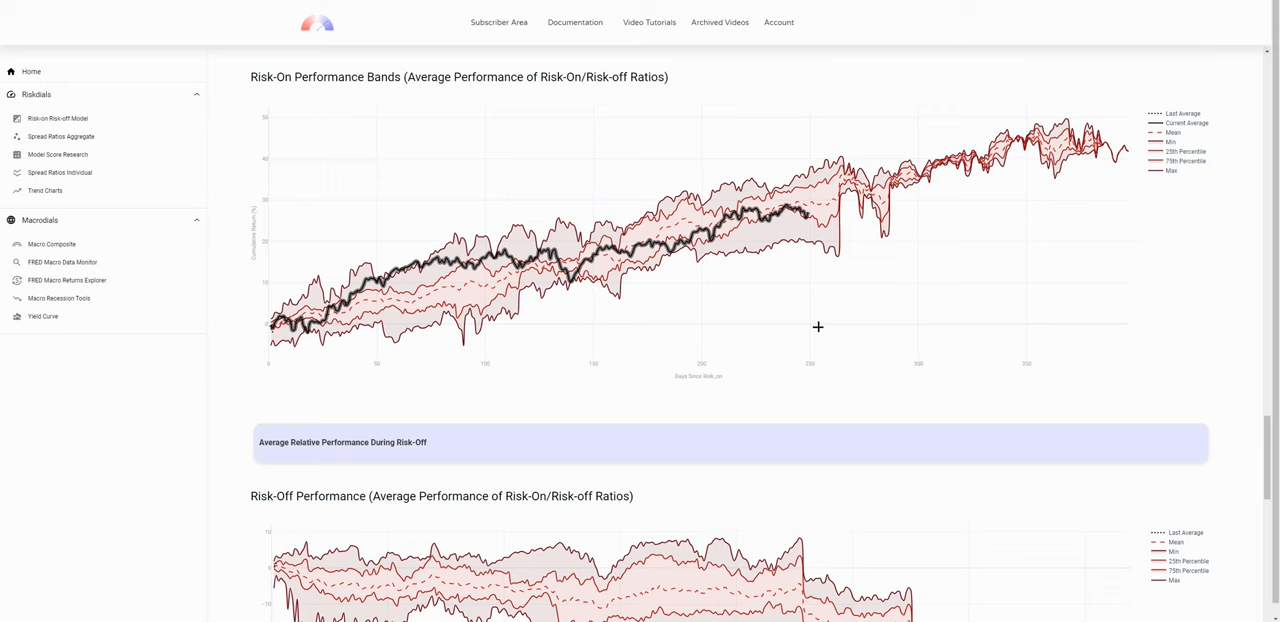 Subscriber Area Documentation Video Tutorials Archived Videos Account
Home
Riskdials
Risk-on Risk-off Model
Spread Ratios Aggregate
Model Score Research
Spread Ratios Individual
Trend Charts
Macrodials
Macro Composite
FRED Macro Data Monitor
FRED Macro Returns Explorer
Macro Recession Tools
Yield Curve
Risk-On Performance Bands (Average Performance of Risk-On/Risk-off Ratios)
50
40
30
20
10
0
Cumulative Return (%)
0 50 100 150 200 250 300 350
Days Since Risk_on
Last Average
Current Average
Mean
Min
25th Percentile
75th Percentile
Max
Average Relative Performance During Risk-Off
Risk-Off Performance (Average Performance of Risk-On/Risk-off Ratios)
10
0
−10
Last Average
Mean
Min
25th Percentile
75th Percentile
Max